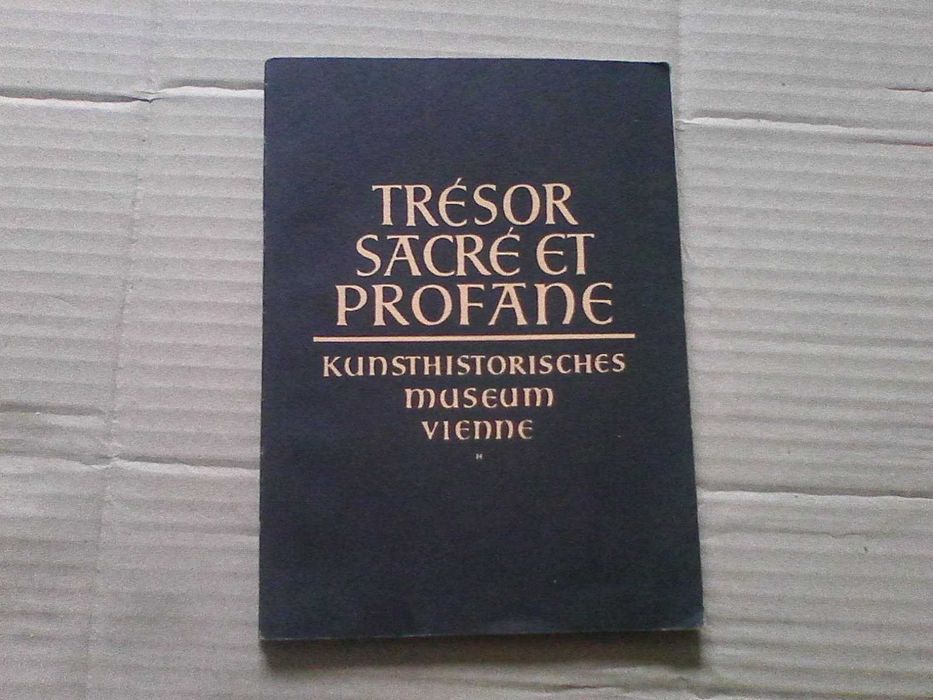 TRÉSOR
SACRÉ ET
PROFANE
KUNSTHISTORISCHES
MUSEUM
VIENNE